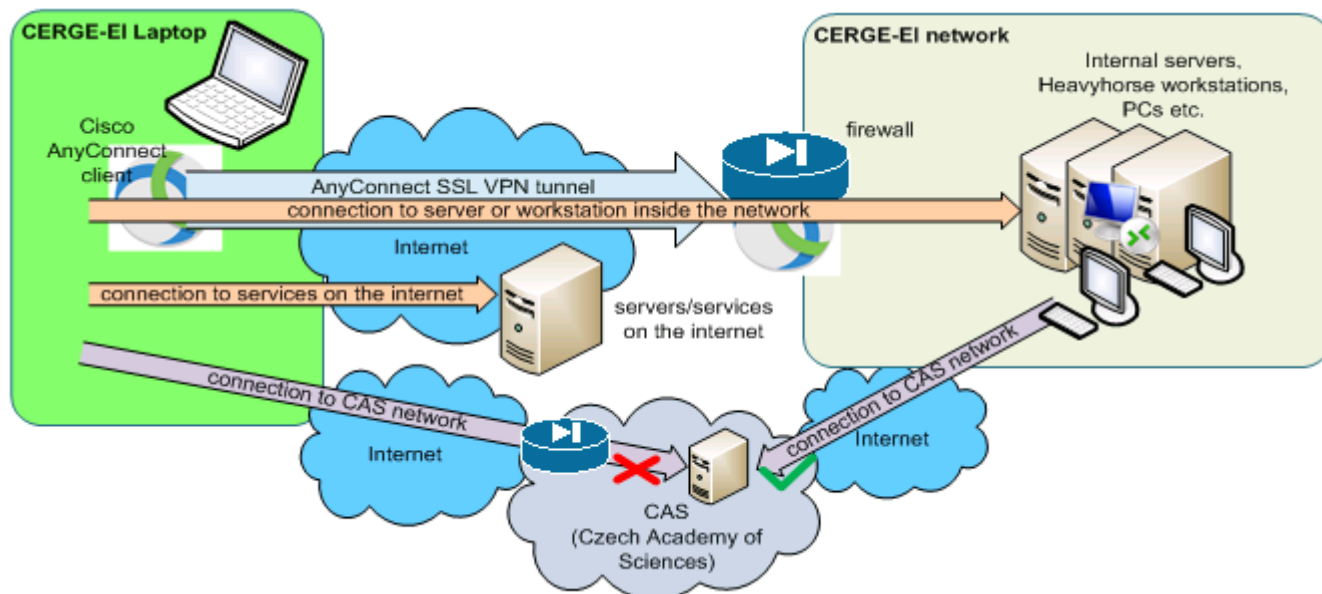 CERGE-EI Laptop
Cisco
AnyConnect
client
CERGE-EI network
Internal servers,
Heavyhorse workstations,
PCs etc.
firewall
AnyConnect SSL VPN tunnel
connection to server or workstation inside the network
Internet
connection to services on the internet
servers/services
on the internet
connection to CAS network
Internet
connection to CAS network
Internet
CAS
(Czech Academy of
Sciences)